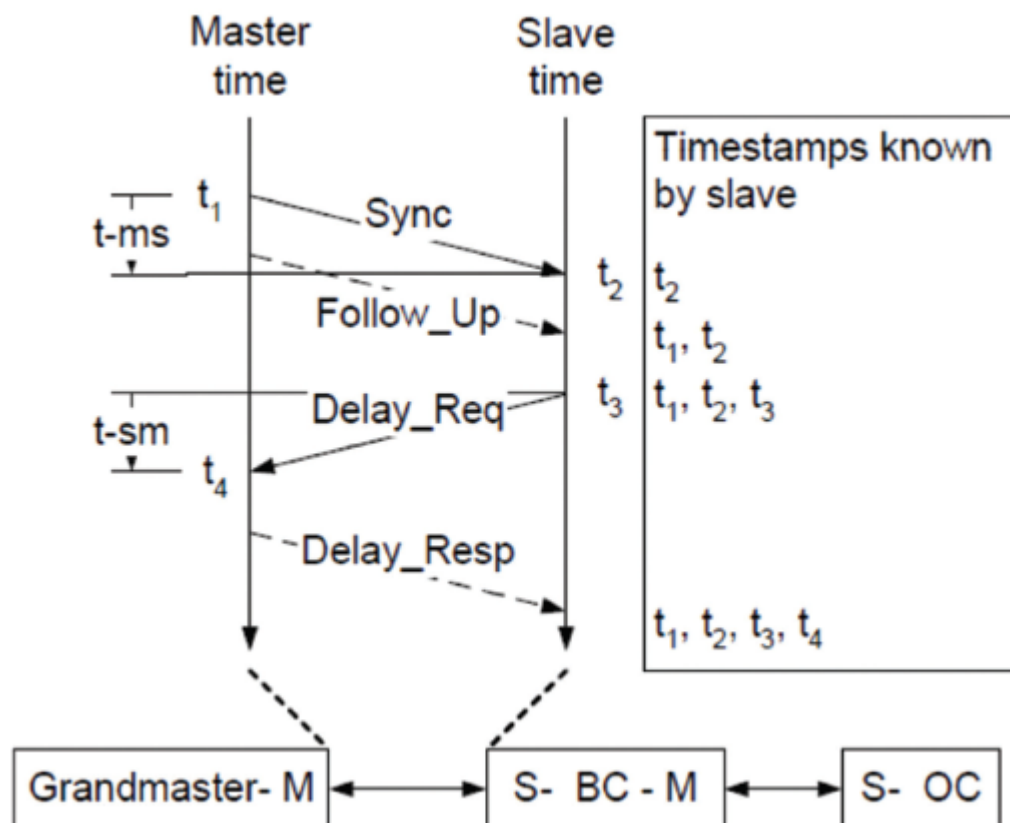 Master
time
Slave
time
Timestamps known
by slave
t₁
Sync
t-ms
t₂
t₂
Follow_Up
t₁, t₂
Delay_Req
t₃
t₁, t₂, t₃
t-sm
t₄
Delay_Resp
t₁, t₂, t₃, t₄
Grandmaster- M
S- BC - M
S- OC